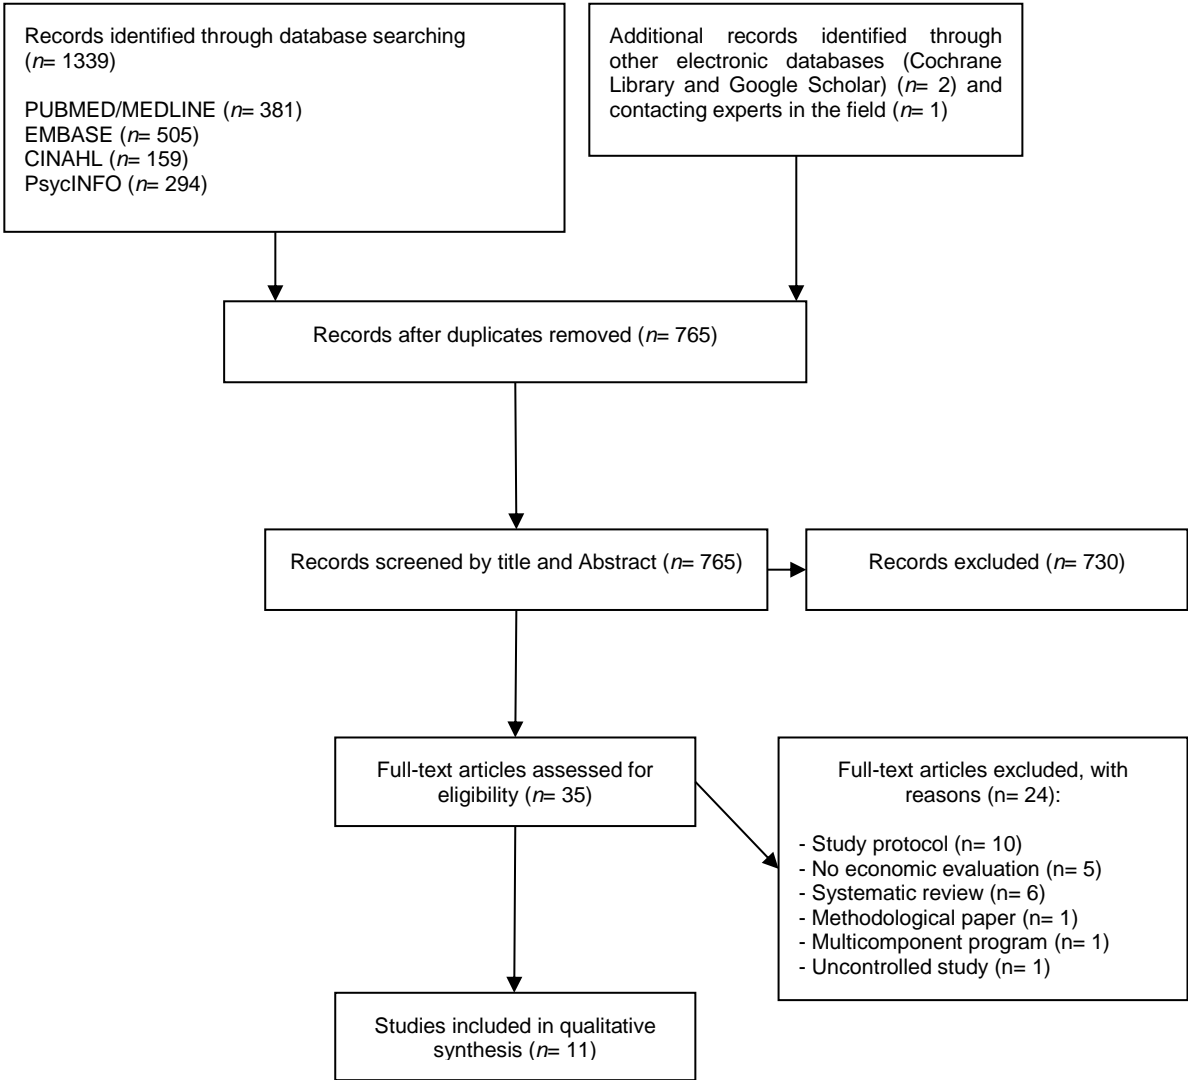 Records identified through database searching
(n= 1339)
PUBMED/MEDLINE (n= 381)
EMBASE (n= 505)
CINAHL (n= 159)
PsycINFO (n= 294)
Additional records identified through
other electronic databases (Cochrane
Library and Google Scholar) (n= 2) and
contacting experts in the field (n= 1)
Records after duplicates removed (n= 765)
Records screened by title and Abstract (n= 765)
Records excluded (n= 730)
Full-text articles assessed for
eligibility (n= 35)
Full-text articles excluded, with
reasons (n= 24):
- Study protocol (n= 10)
- No economic evaluation (n= 5)
- Systematic review (n= 6)
- Methodological paper (n= 1)
- Multicomponent program (n= 1)
- Uncontrolled study (n= 1)
Studies included in qualitative
synthesis (n= 11)